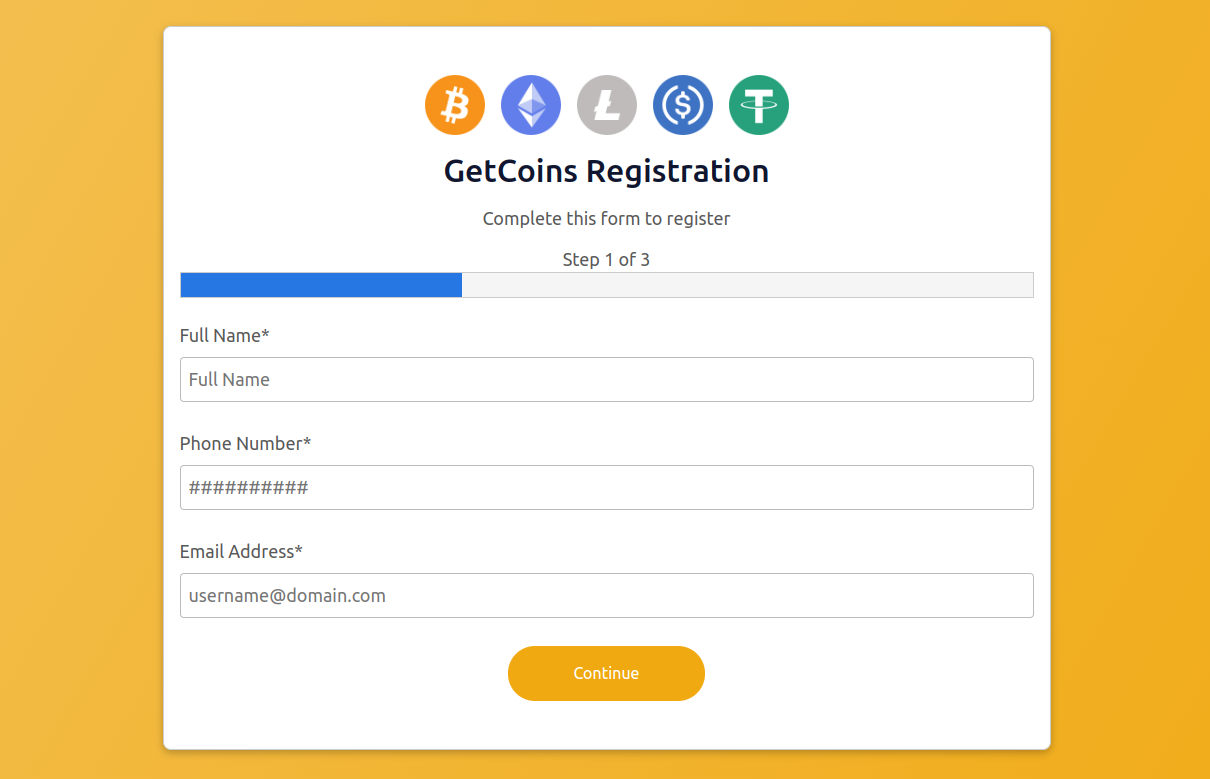 GetCoins Registration
Complete this form to register
Step 1 of 3
Full Name*
Full Name
Phone Number*
##########
Email Address*
username@domain.com
Continue